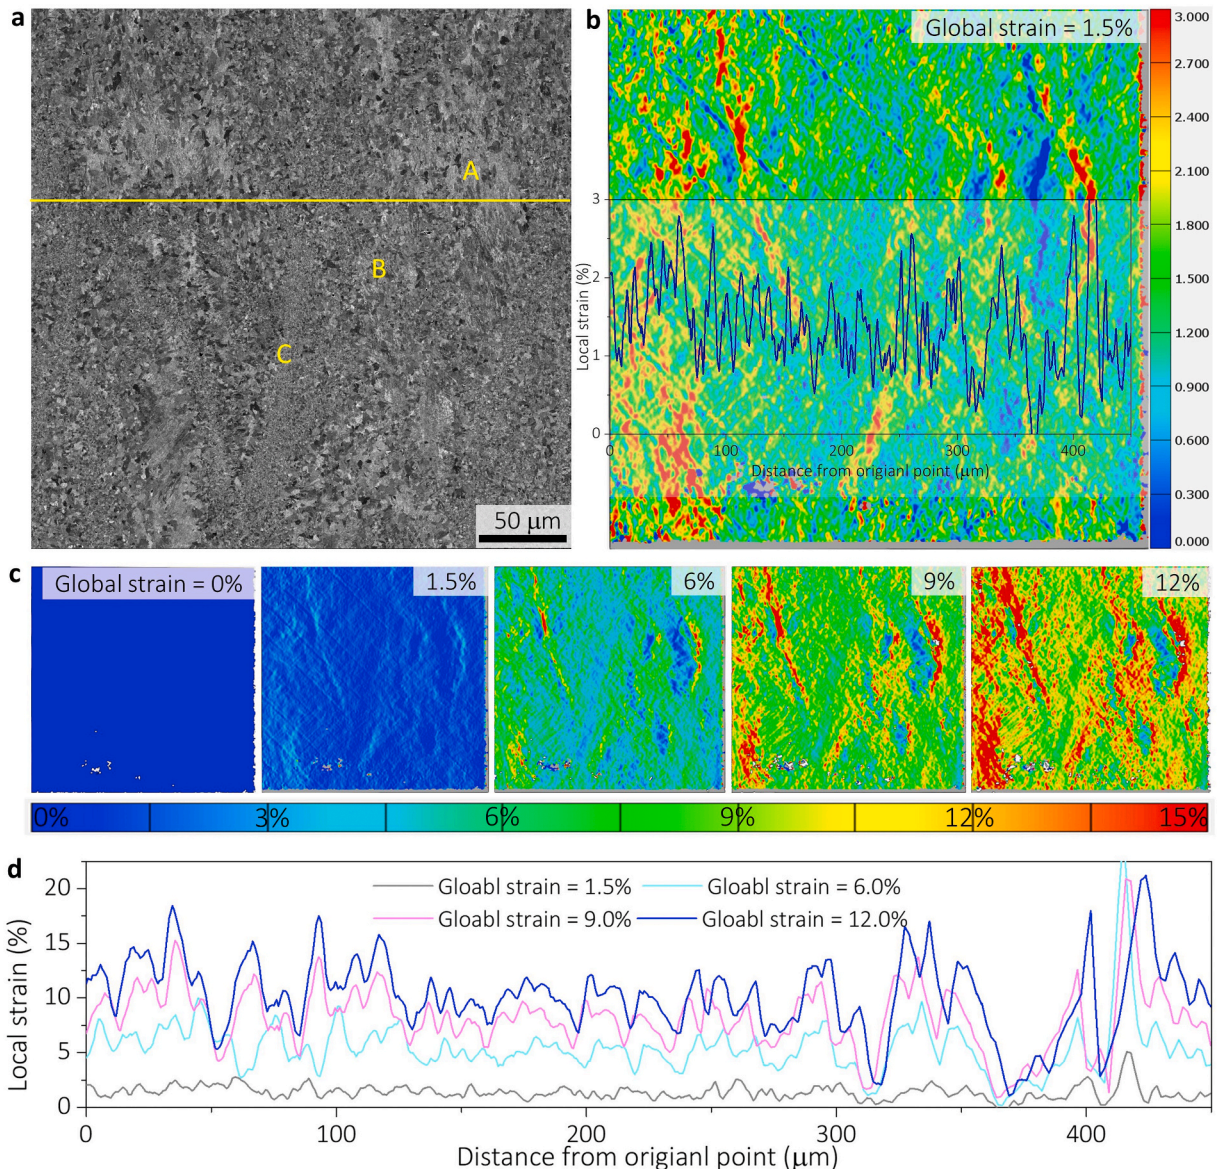 a
A
B
C
50 μm
b
Global strain = 1.5%
3.000
2.700
2.400
2.100
1.800
1.500
1.200
0.900
0.600
0.300
0.000
Local strain (%)
3
2
1
0
0 100 200 300 400
Distance from origianl point (μm)
c
Global strain = 0%
1.5%
6%
9%
12%
0% 3% 6% 9% 12% 15%
d
Gloabl strain = 1.5% Gloabl strain = 6.0%
Gloabl strain = 9.0% Gloabl strain = 12.0%
Local strain (%)
20
15
10
5
0
0 100 200 300 400
Distance from origianl point (μm)